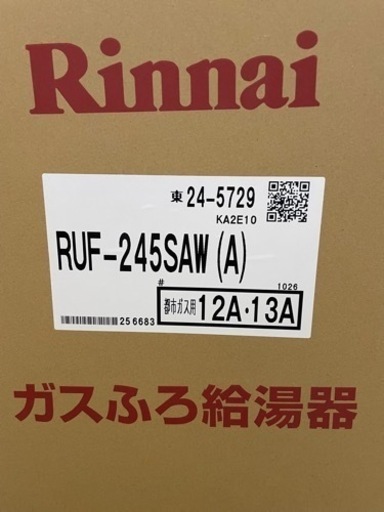 Rinnai
東 24-5729
KA2E10
RUF-245SAW(A)
#
1026
256683
都市ガス用 12A・13A
ガスふろ給湯器